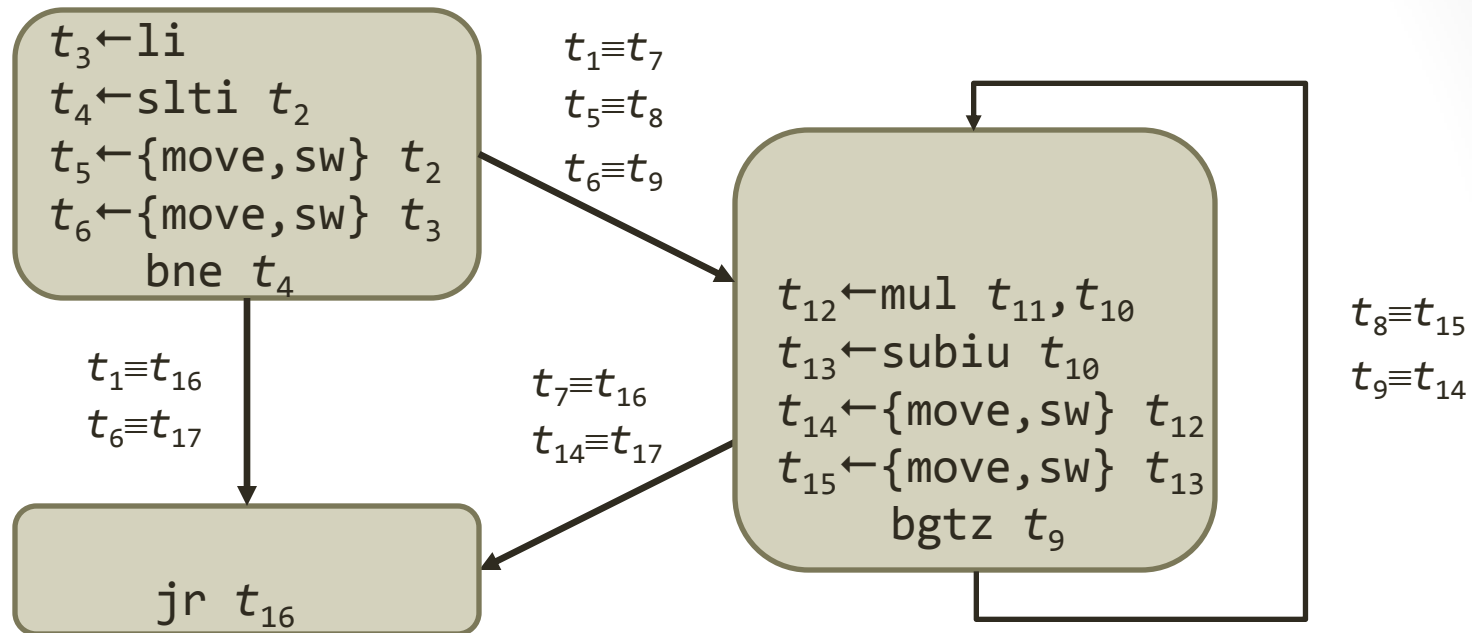 t₃←li
t₄←slti t₂
t₅←{move,sw} t₂
t₆←{move,sw} t₃
bne t₄
t₁≡t₇
t₅≡t₈
t₆≡t₉
t₁₂←mul t₁₁,t₁₀
t₁₃←subiu t₁₀
t₁₄←{move,sw} t₁₂
t₁₅←{move,sw} t₁₃
bgtz t₉
t₈≡t₁₅
t₉≡t₁₄
t₁≡t₁₆
t₆≡t₁₇
t₇≡t₁₆
t₁₄≡t₁₇
jr t₁₆